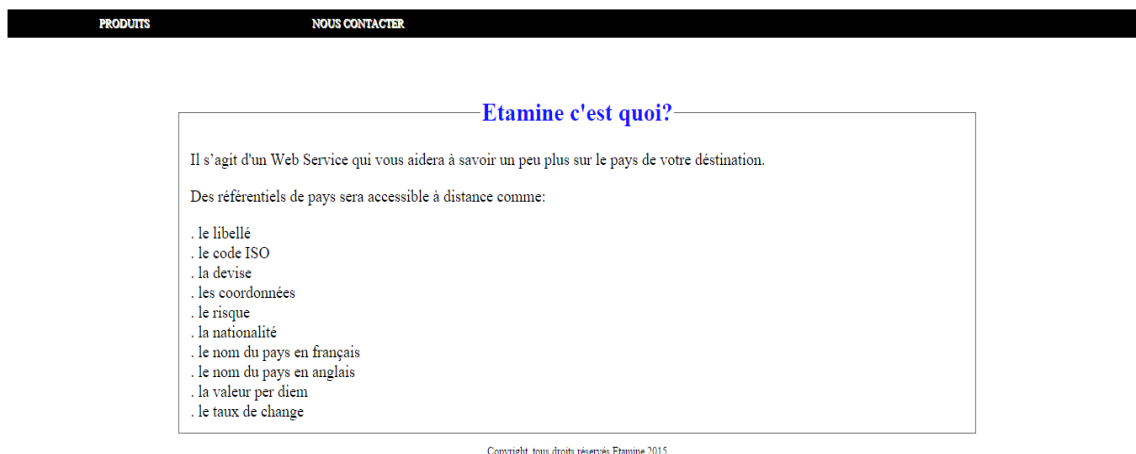 PRODUITS NOUS CONTACTER
Etamine c'est quoi?
Il s’agit d'un Web Service qui vous aidera à savoir un peu plus sur le pays de votre déstination.
Des référentiels de pays sera accessible à distance comme:
. le libellé
. le code ISO
. la devise
. les coordonnées
. le risque
. la nationalité
. le nom du pays en français
. le nom du pays en anglais
. la valeur per diem
. le taux de change
Copyright, tous droits réservés Etamine 2015